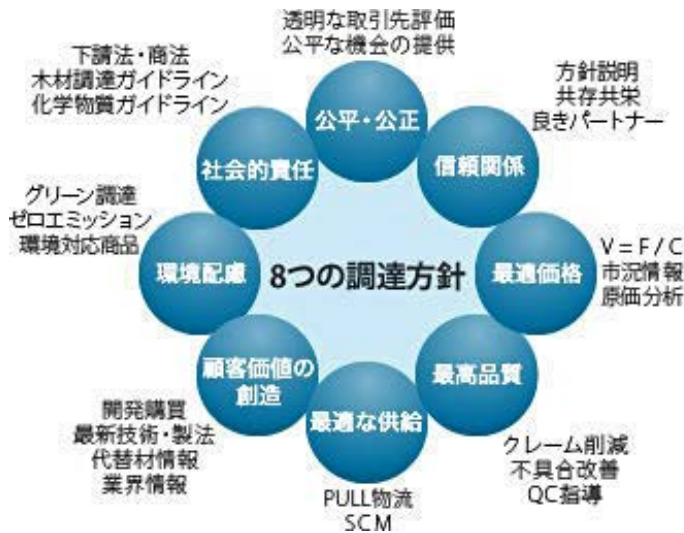 8つの調達方針
透明な取引先評価
公平な機会の提供
公平・公正
方針説明
共存共栄
良きパートナー
信頼関係
V = F / C
市況情報
原価分析
最適価格
クレーム削減
不具合改善
QC指導
最高品質
PULL物流
SCM
最適な供給
開発購買
最新技術・製法
代替材情報
業界情報
顧客価値の
創造
グリーン調達
ゼロエミッション
環境対応商品
環境配慮
下請法・商法
木材調達ガイドライン
化学物質ガイドライン
社会的責任